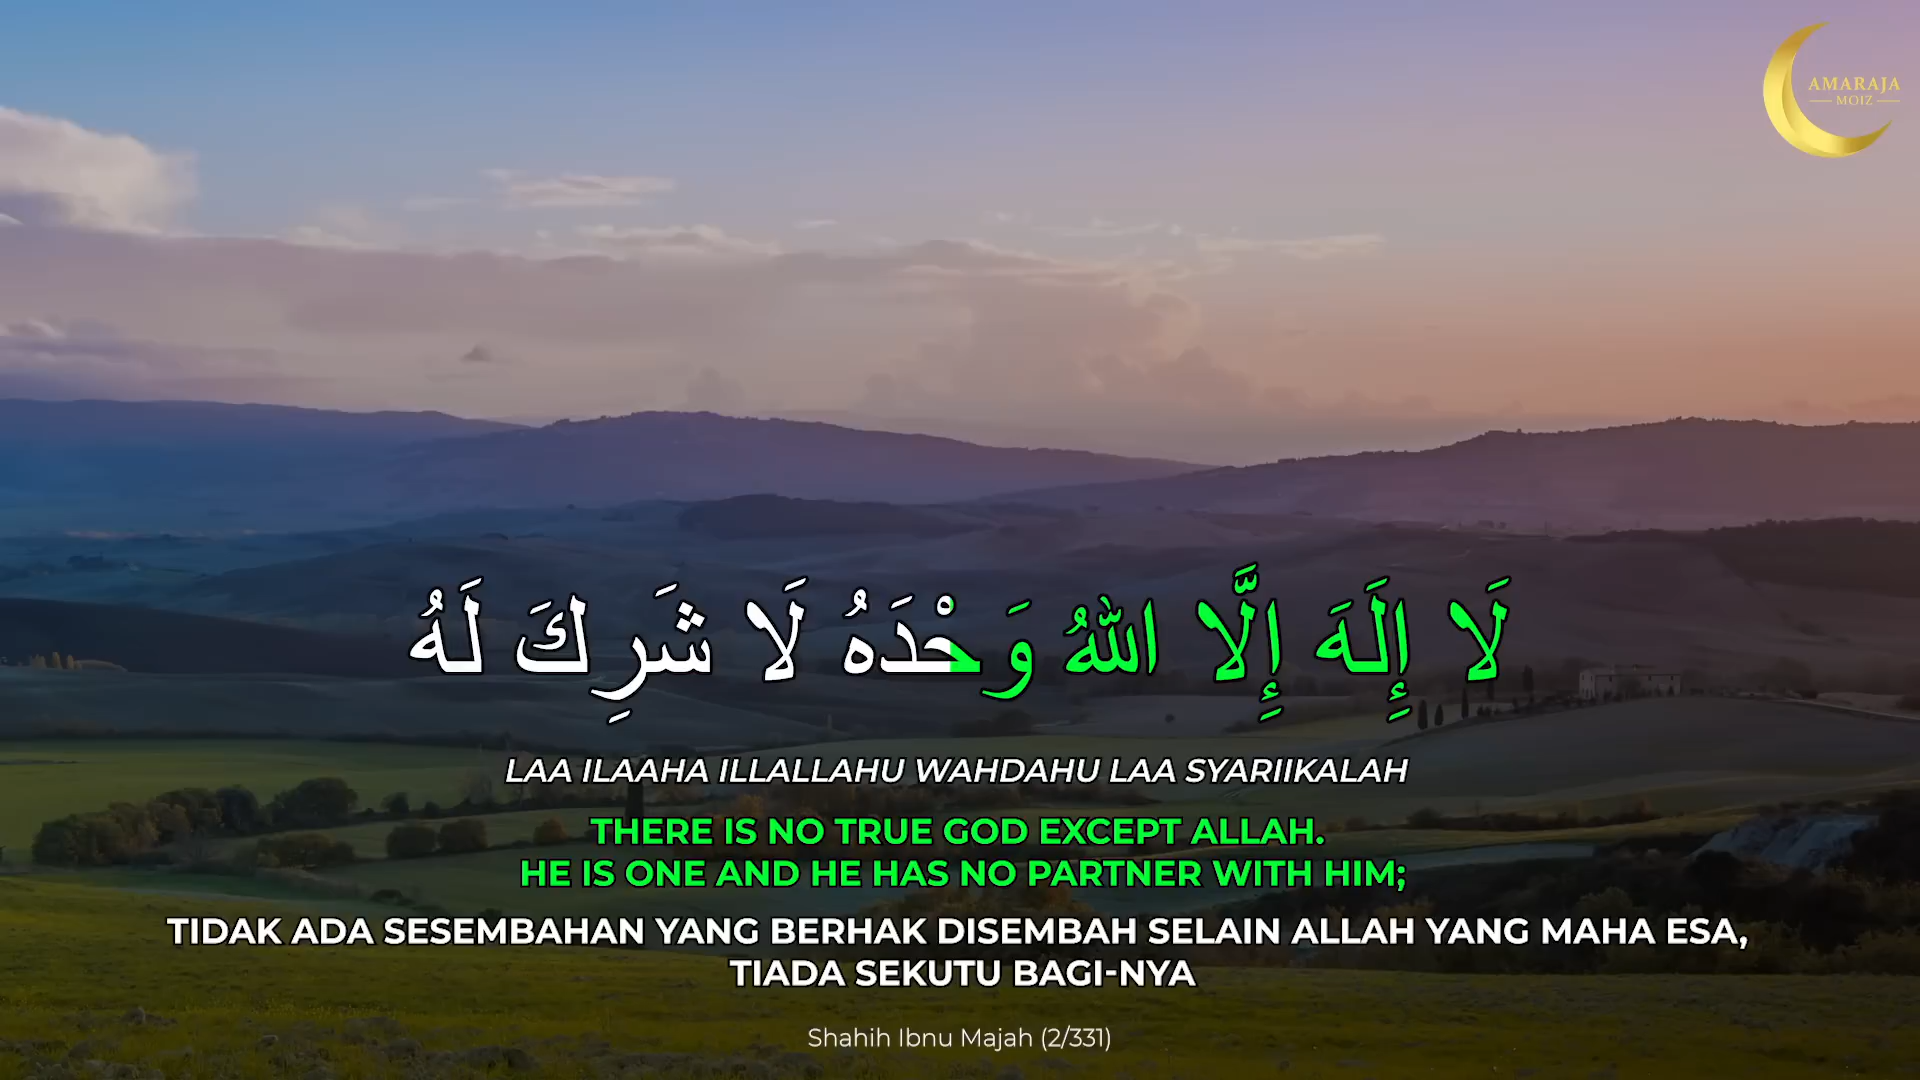 AMARAJA
MOIZ
لَا إِلَهَ إِلَّا اللهُ وَحْدَهُ لَا شَرِكَ لَهُ
LAA ILAAHA ILLALLAHU WAHDAHU LAA SYARIIKALAH
THERE IS NO TRUE GOD EXCEPT ALLAH.
HE IS ONE AND HE HAS NO PARTNER WITH HIM;
TIDAK ADA SESEMBAHAN YANG BERHAK DISEMBAH SELAIN ALLAH YANG MAHA ESA,
TIADA SEKUTU BAGI-NYA
Shahih Ibnu Majah (2/331)